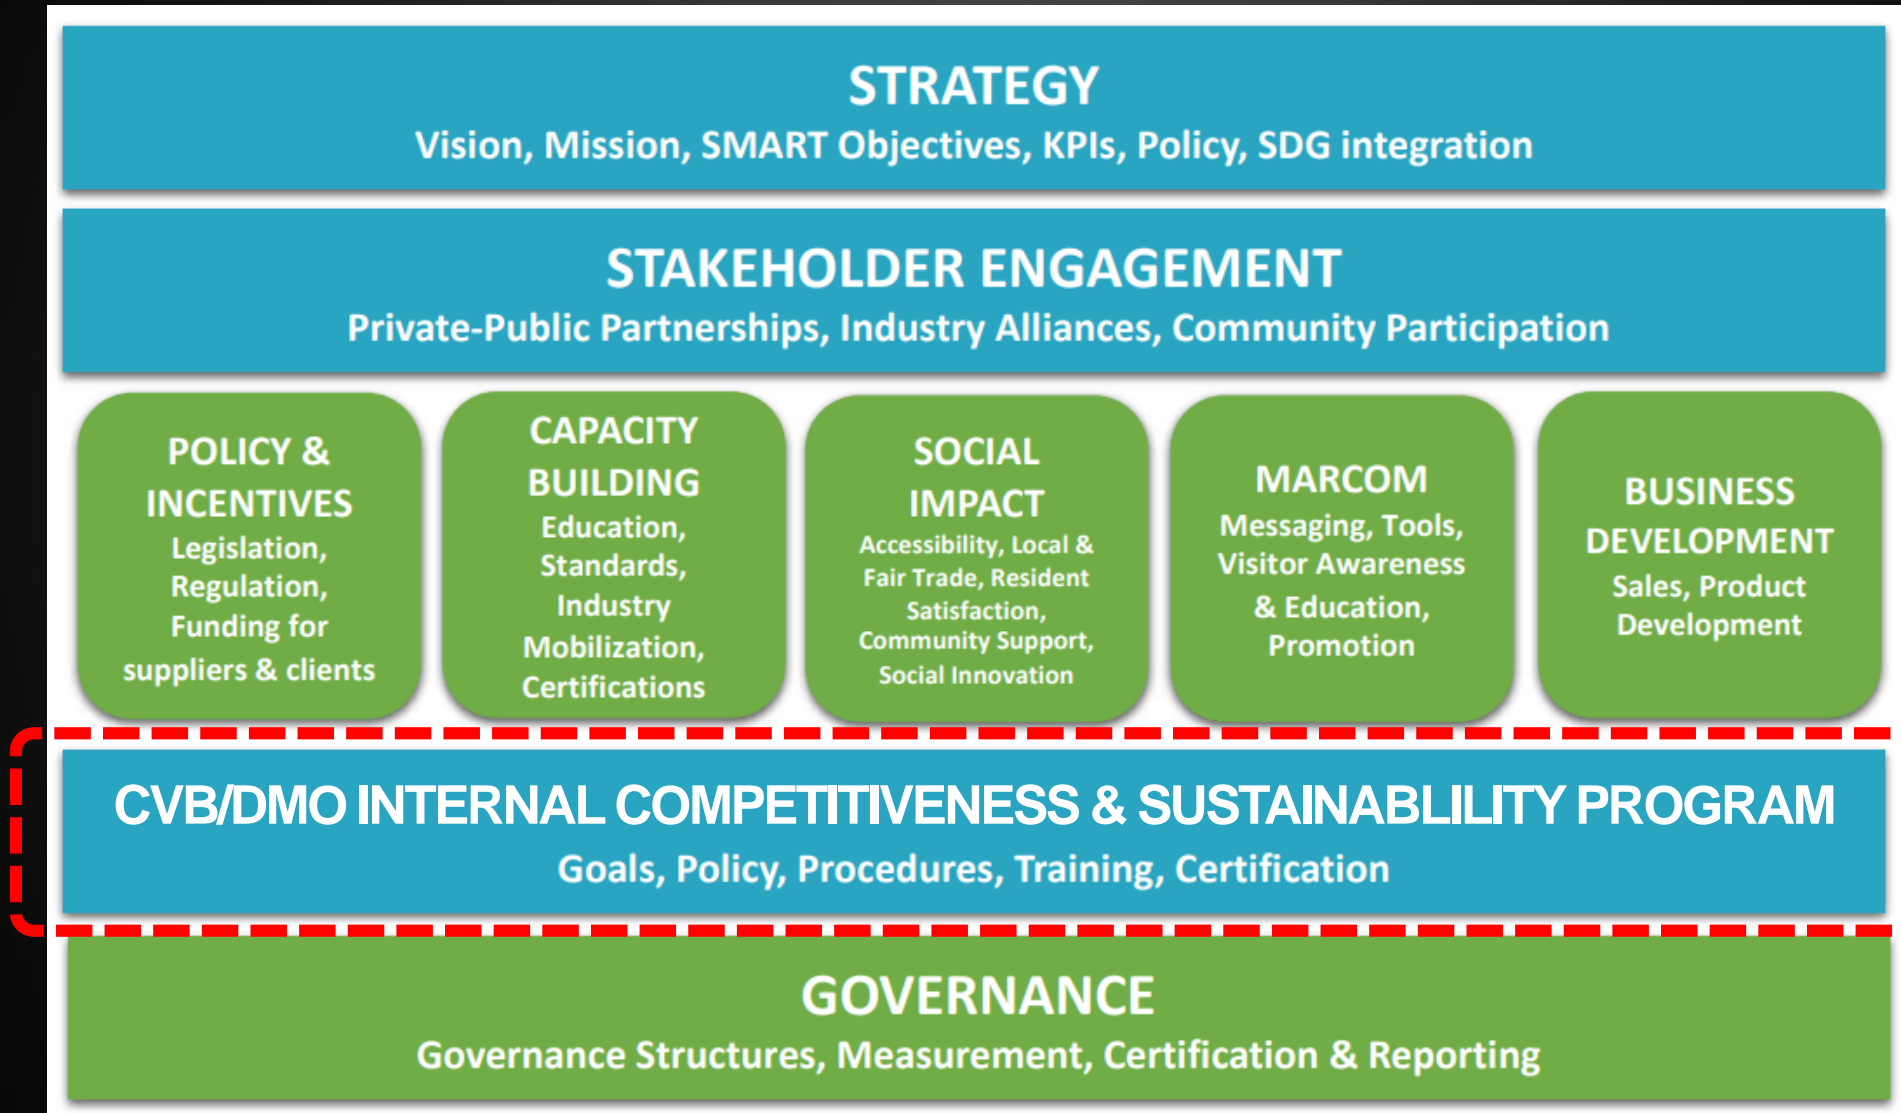 STRATEGY
Vision, Mission, SMART Objectives, KPIs, Policy, SDG integration
STAKEHOLDER ENGAGEMENT
Private-Public Partnerships, Industry Alliances, Community Participation
POLICY &
INCENTIVES
Legislation,
Regulation,
Funding for
suppliers & clients
CAPACITY
BUILDING
Education,
Standards,
Industry
Mobilization,
Certifications
SOCIAL
IMPACT
Accessibility, Local &
Fair Trade, Resident
Satisfaction,
Community Support,
Social Innovation
MARCOM
Messaging, Tools,
Visitor Awareness
& Education,
Promotion
BUSINESS
DEVELOPMENT
Sales, Product
Development
CVB/DMO INTERNAL COMPETITIVENESS & SUSTAINABLILITY PROGRAM
Goals, Policy, Procedures, Training, Certification
GOVERNANCE
Governance Structures, Measurement, Certification & Reporting